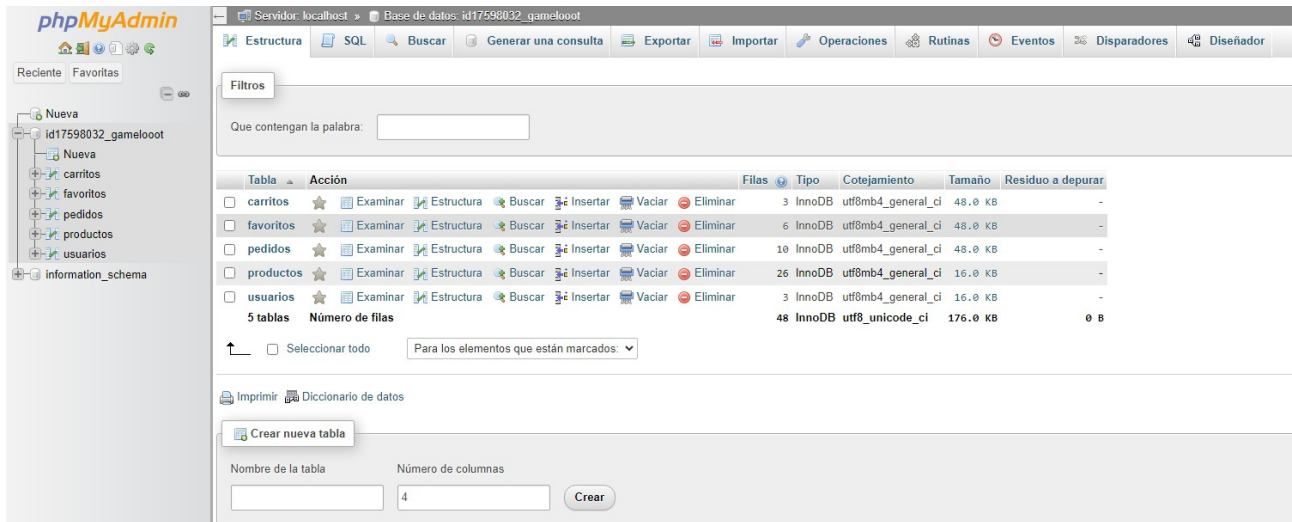 phpMyAdmin
Reciente Favoritas
Nueva
id17598032_gamelooot
Nueva
carritos
favoritos
pedidos
productos
usuarios
information_schema
Servidor: localhost » Base de datos: id17598032_gamelooot
Estructura SQL Buscar Generar una consulta Exportar Importar Operaciones Rutinas Eventos Disparadores Diseñador
Filtros
Que contengan la palabra:
Tabla Acción Filas Tipo Cotejamiento Tamaño Residuo a depurar
carritos Examinar Estructura Buscar Insertar Vaciar Eliminar 3 InnoDB utf8mb4_general_ci 48.0 KB -
favoritos Examinar Estructura Buscar Insertar Vaciar Eliminar 6 InnoDB utf8mb4_general_ci 48.0 KB -
pedidos Examinar Estructura Buscar Insertar Vaciar Eliminar 10 InnoDB utf8mb4_general_ci 48.0 KB -
productos Examinar Estructura Buscar Insertar Vaciar Eliminar 26 InnoDB utf8mb4_general_ci 16.0 KB -
usuarios Examinar Estructura Buscar Insertar Vaciar Eliminar 3 InnoDB utf8mb4_general_ci 16.0 KB -
5 tablas Número de filas 48 InnoDB utf8_unicode_ci 176.0 KB 0 B
Seleccionar todo Para los elementos que están marcados:
Imprimir Diccionario de datos
Crear nueva tabla
Nombre de la tabla Número de columnas
4 Crear